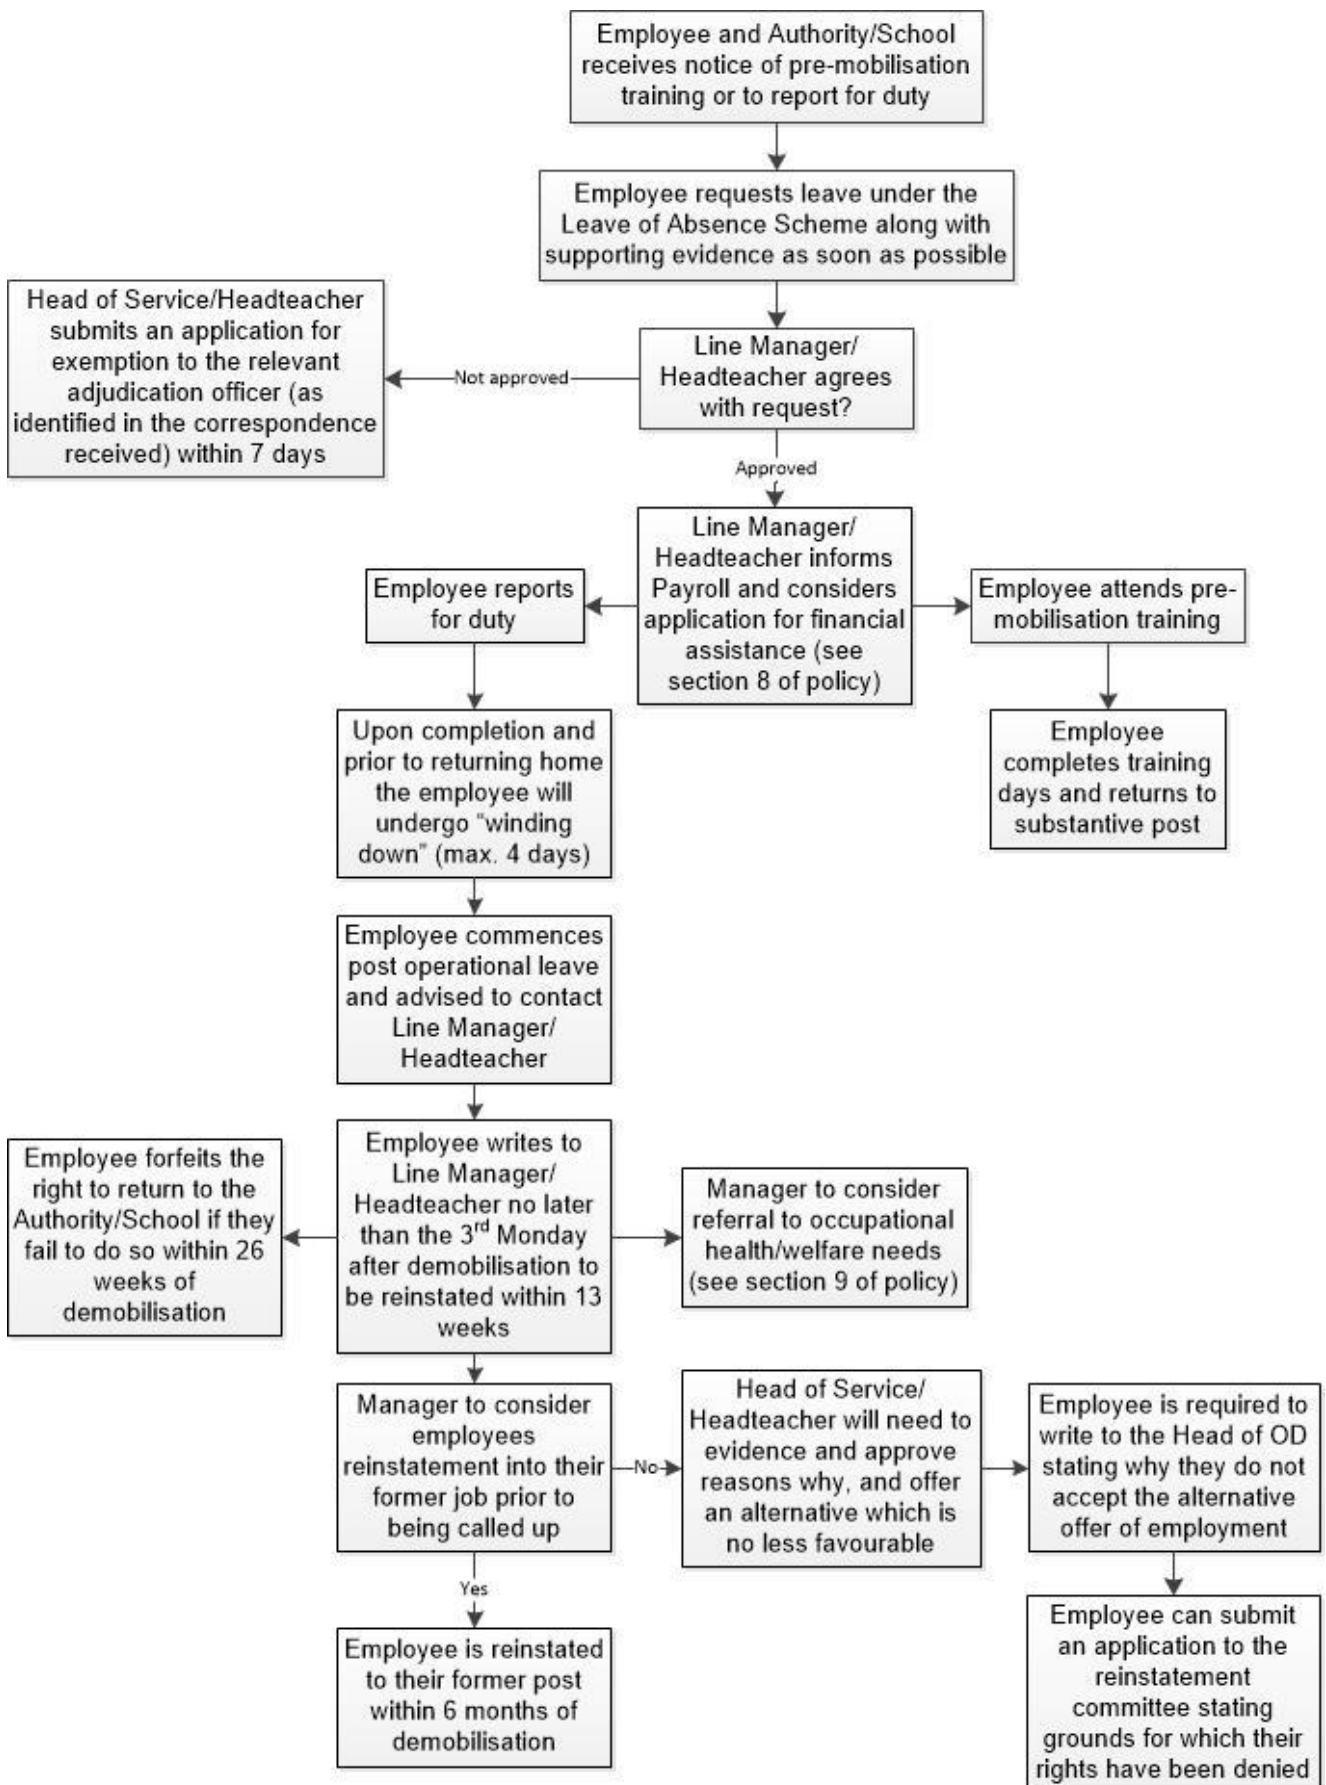 Employee and Authority/School
receives notice of pre-mobilisation
training or to report for duty
Employee requests leave under the
Leave of Absence Scheme along with
supporting evidence as soon as possible
Head of Service/Headteacher
submits an application for
exemption to the relevant
adjudication officer (as
identified in the correspondence
received) within 7 days
Not approved
Line Manager/
Headteacher agrees
with request?
Approved
Line Manager/
Headteacher informs
Payroll and considers
application for financial
assistance (see
section 8 of policy)
Employee reports
for duty
Employee attends pre-
mobilisation training
Upon completion and
prior to returning home
the employee will
undergo “winding
down” (max. 4 days)
Employee
completes training
days and returns to
substantive post
Employee commences
post operational leave
and advised to contact
Line Manager/
Headteacher
Employee forfeits the
right to return to the
Authority/School if they
fail to do so within 26
weeks of
demobilisation
Employee writes to
Line Manager/
Headteacher no later
than the 3rd Monday
after demobilisation to
be reinstated within 13
weeks
Manager to consider
referral to occupational
health/welfare needs
(see section 9 of policy)
Manager to consider
employees
reinstatement into their
former job prior to
being called up
No
Head of Service/
Headteacher will need to
evidence and approve
reasons why, and offer
an alternative which is
no less favourable
Employee is required to
write to the Head of OD
stating why they do not
accept the alternative
offer of employment
Yes
Employee is reinstated
to their former post
within 6 months of
demobilisation
Employee can submit
an application to the
reinstatement
committee stating
grounds for which their
rights have been denied